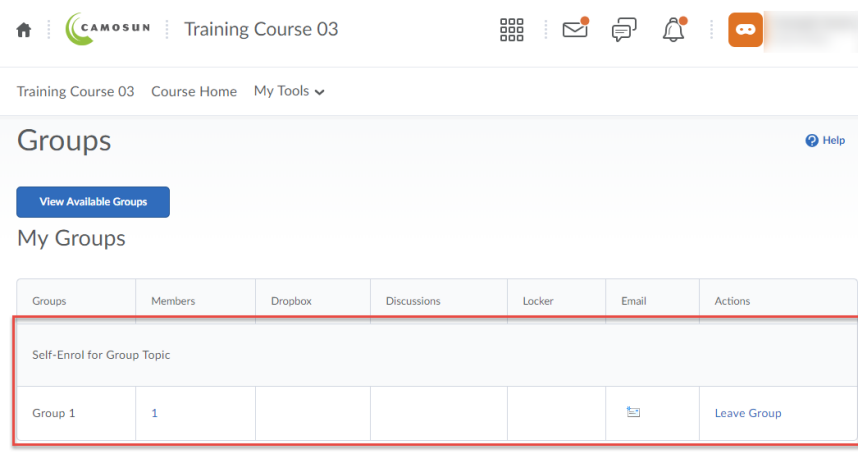 CAMOSUN Training Course 03
Training Course 03 Course Home My Tools
Groups
Help
View Available Groups
My Groups
Groups Members Dropbox Discussions Locker Email Actions
Self-Enrol for Group Topic
Group 1 1 Leave Group